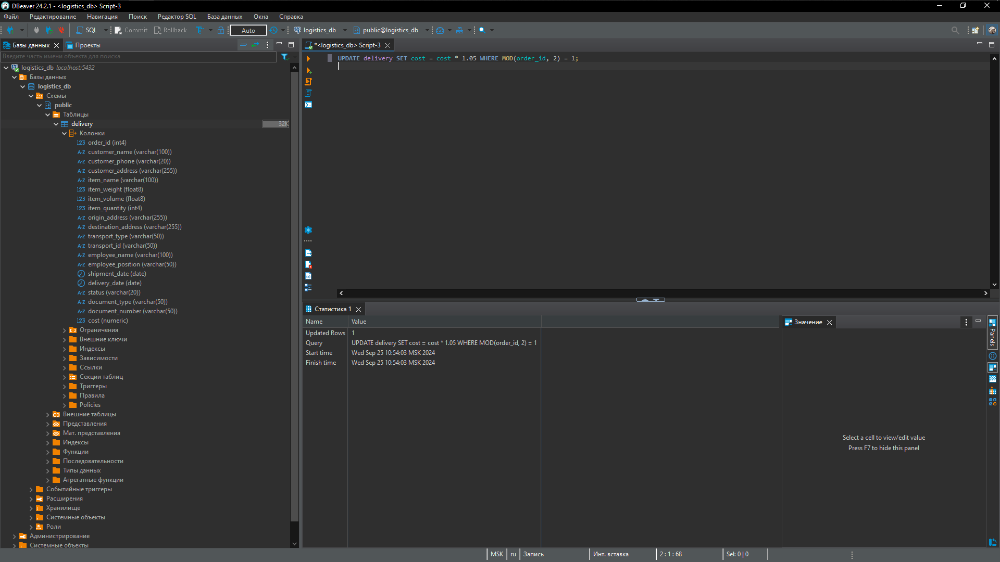 DBeaver 24.2.1 - <logistics_db> Script-3
Файл Редактирование Навигация Поиск Редактор SQL База данных Окна Справка
SQL Commit Rollback Auto logistics_db public@logistics_db
Базы данных Проекты
Введите часть имени объекта для поиска
logistics_db localhost:5432
Базы данных
logistics_db
Схемы
public
Таблицы
delivery 32K
Колонки
123 order_id (int4)
A-Z customer_name (varchar(100))
A-Z customer_phone (varchar(20))
A-Z customer_address (varchar(255))
A-Z item_name (varchar(100))
123 item_weight (float8)
123 item_volume (float8)
123 item_quantity (int4)
A-Z origin_address (varchar(255))
A-Z destination_address (varchar(255))
A-Z transport_type (varchar(50))
A-Z transport_id (varchar(50))
A-Z employee_name (varchar(100))
A-Z employee_position (varchar(50))
shipment_date (date)
delivery_date (date)
A-Z status (varchar(20))
A-Z document_type (varchar(50))
A-Z document_number (varchar(50))
123 cost (numeric)
Ограничения
Внешние ключи
Индексы
Зависимости
Ссылки
Секции таблиц
Триггеры
Правила
Policies
Внешние таблицы
Представления
Мат. представления
Индексы
Функции
Последовательности
Типы данных
Агрегатные функции
Событийные триггеры
Расширения
Хранилище
Системные объекты
Роли
Администрирование
Системные объекты
*<logistics_db> Script-3
UPDATE delivery SET cost = cost * 1.05 WHERE MOD(order_id, 2) = 1;
Статистика 1
Name Value
Updated Rows 1
Query UPDATE delivery SET cost = cost * 1.05 WHERE MOD(order_id, 2) = 1
Start time Wed Sep 25 10:54:03 MSK 2024
Finish time Wed Sep 25 10:54:03 MSK 2024
Значение
Select a cell to view/edit value
Press F7 to hide this panel
Panels
MSK ru Запись Инт. вставка 2 : 1 : 68 Sel: 0 | 0